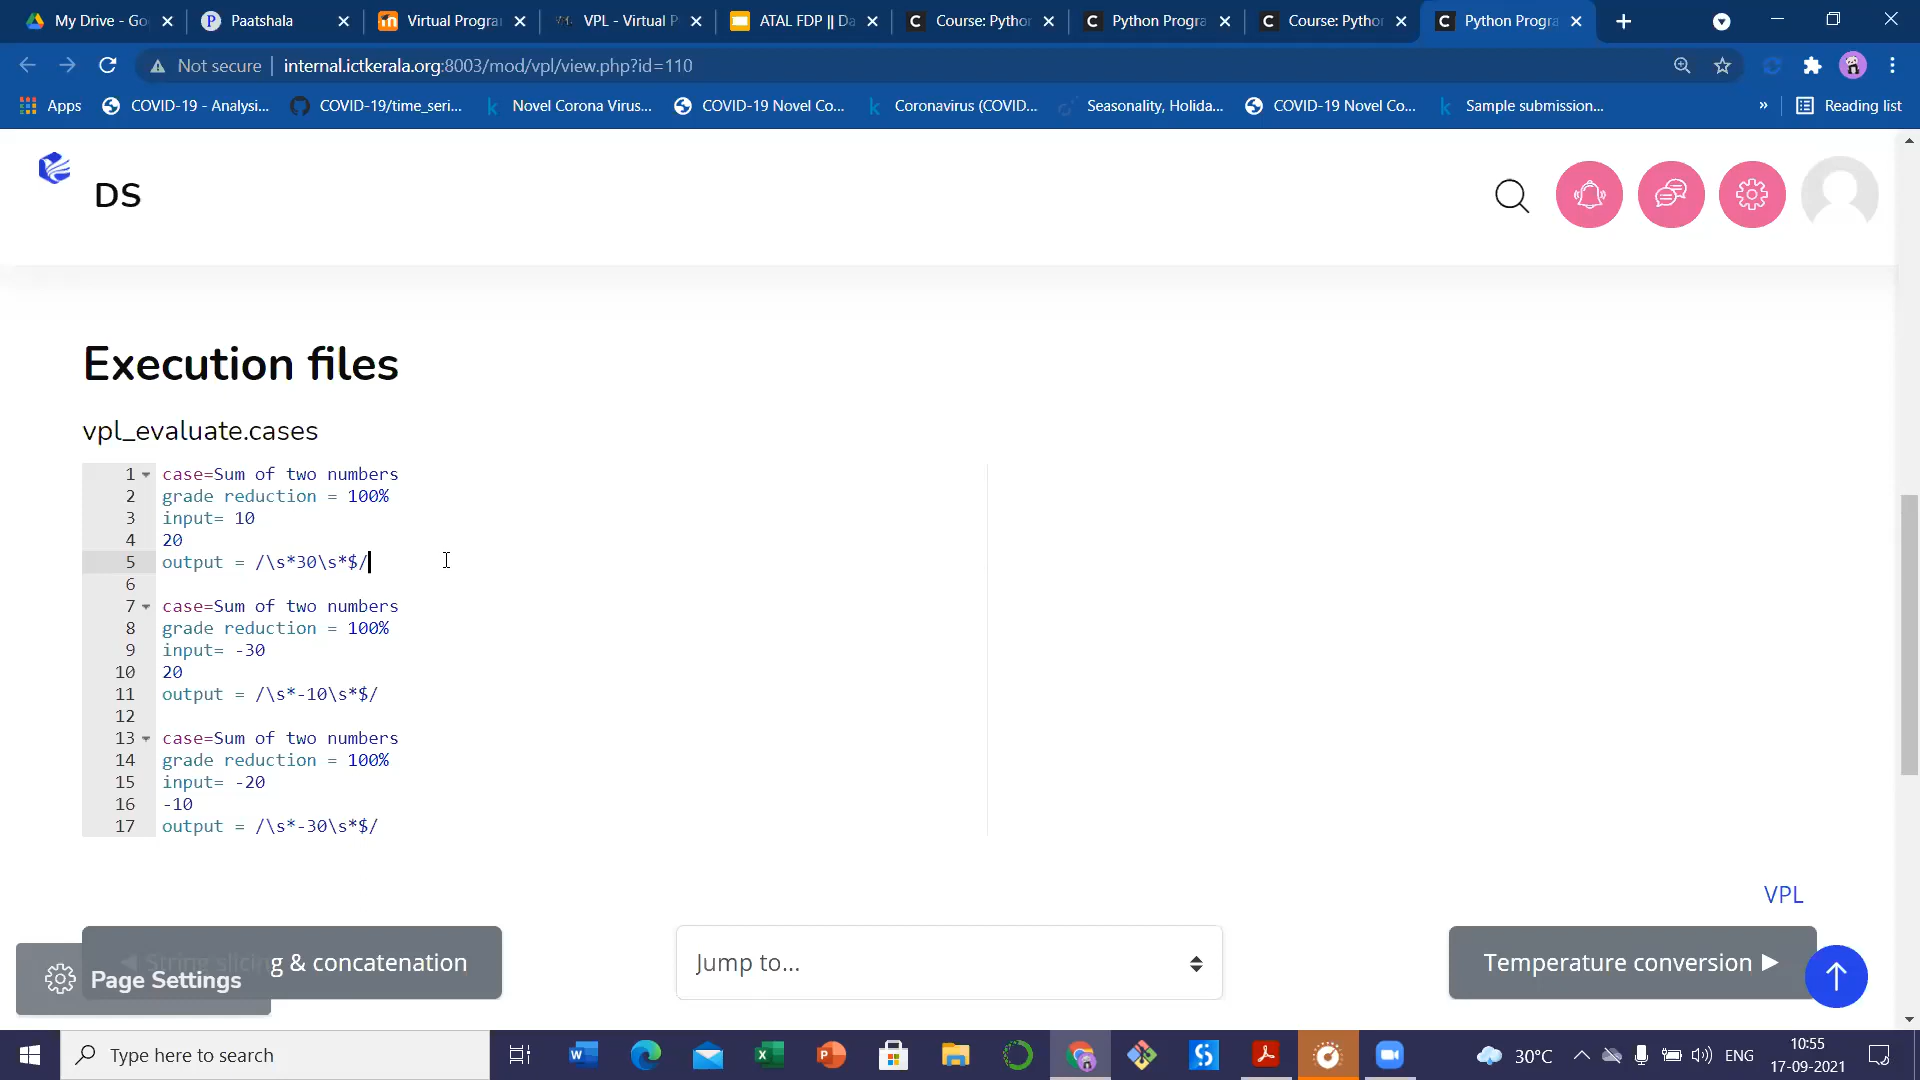 My Drive - Go
Paatshala
Virtual Progra
VPL - Virtual P
ATAL FDP || Da
Course: Python
Python Progra
Course: Python
Python Progra
Not secure
internal.ictkerala.org:8003/mod/vpl/view.php?id=110
Apps
COVID-19 - Analysi...
COVID-19/time_seri...
Novel Corona Virus...
COVID-19 Novel Co...
Coronavirus (COVID...
Seasonality, Holida...
COVID-19 Novel Co...
Sample submission...
»
Reading list
DS
Execution files
vpl_evaluate.cases
1 case=Sum of two numbers
2 grade reduction = 100%
3 input= 10
4 20
5 output = /\s*30\s*$/
6
7 case=Sum of two numbers
8 grade reduction = 100%
9 input= -30
10 20
11 output = /\s*-10\s*$/
12
13 case=Sum of two numbers
14 grade reduction = 100%
15 input= -20
16 -10
17 output = /\s*-30\s*$/
VPL
◀ String slicing & concatenation
Jump to...
Temperature conversion ▶
Page Settings
Type here to search
30°C
ENG
10:55
17-09-2021